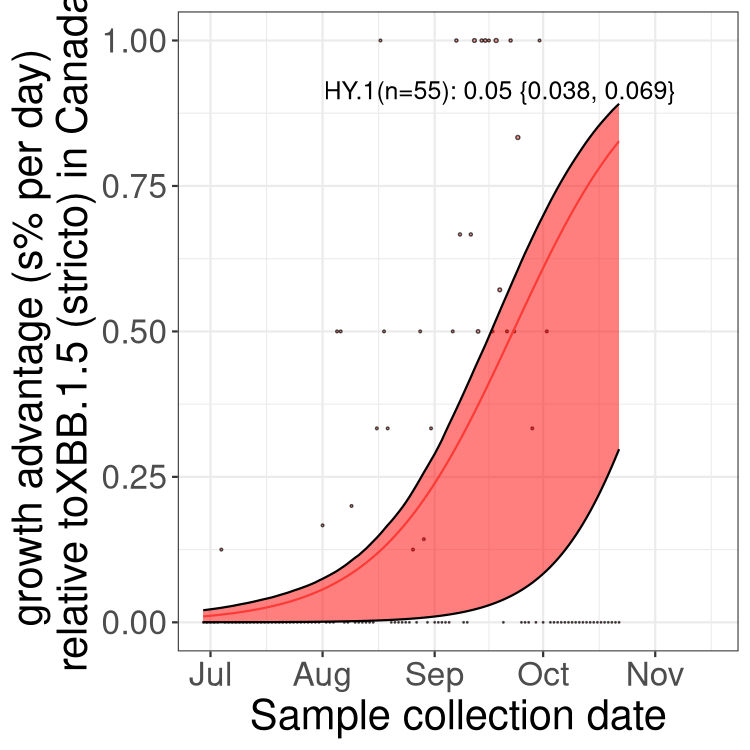 growth advantage (s% per day)
relative toXBB.1.5 (stricto) in Canada
1.00
0.75
0.50
0.25
0.00
HY.1(n=55): 0.05 {0.038, 0.069}
Jul Aug Sep Oct Nov
Sample collection date